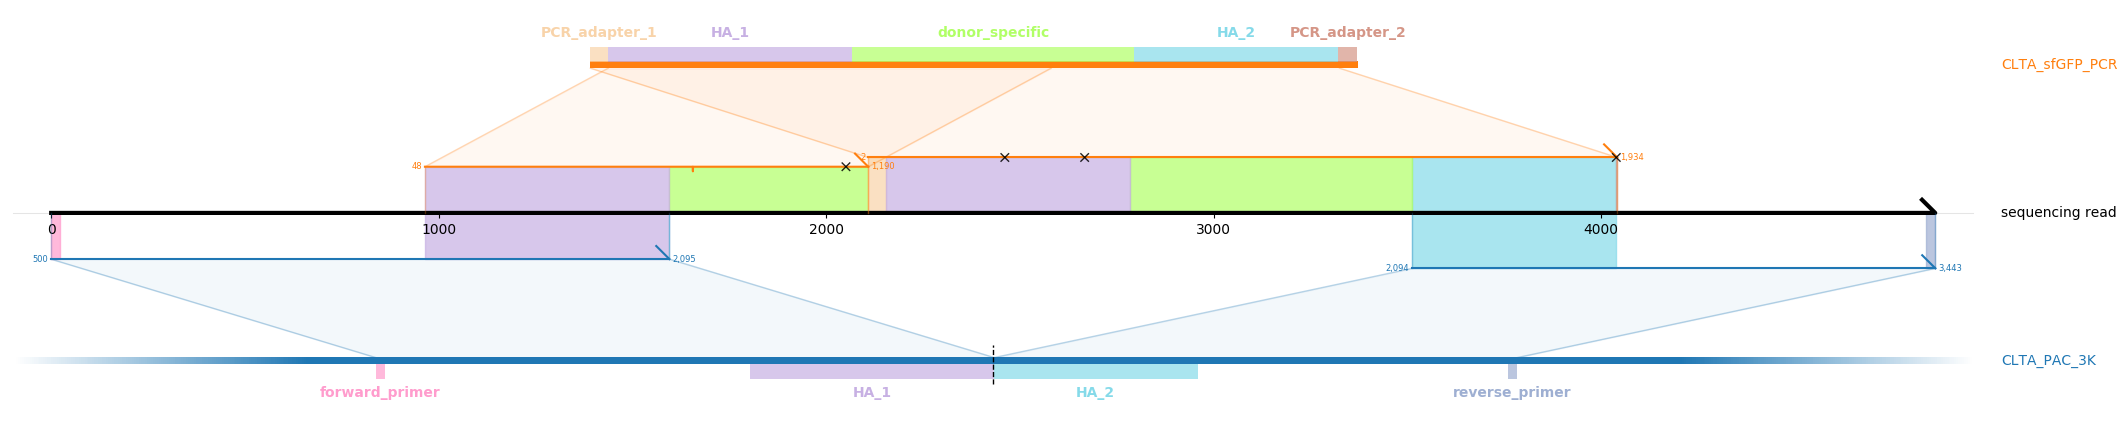 PCR_adapter_1 HA_1 donor_specific HA_2 PCR_adapter_2
CLTA_sfGFP_PCR
2 1,934
48 1,190
sequencing read
0 1000 2000 3000 4000
500 2,095
2,094 3,443
CLTA_PAC_3K
forward_primer HA_1 HA_2 reverse_primer